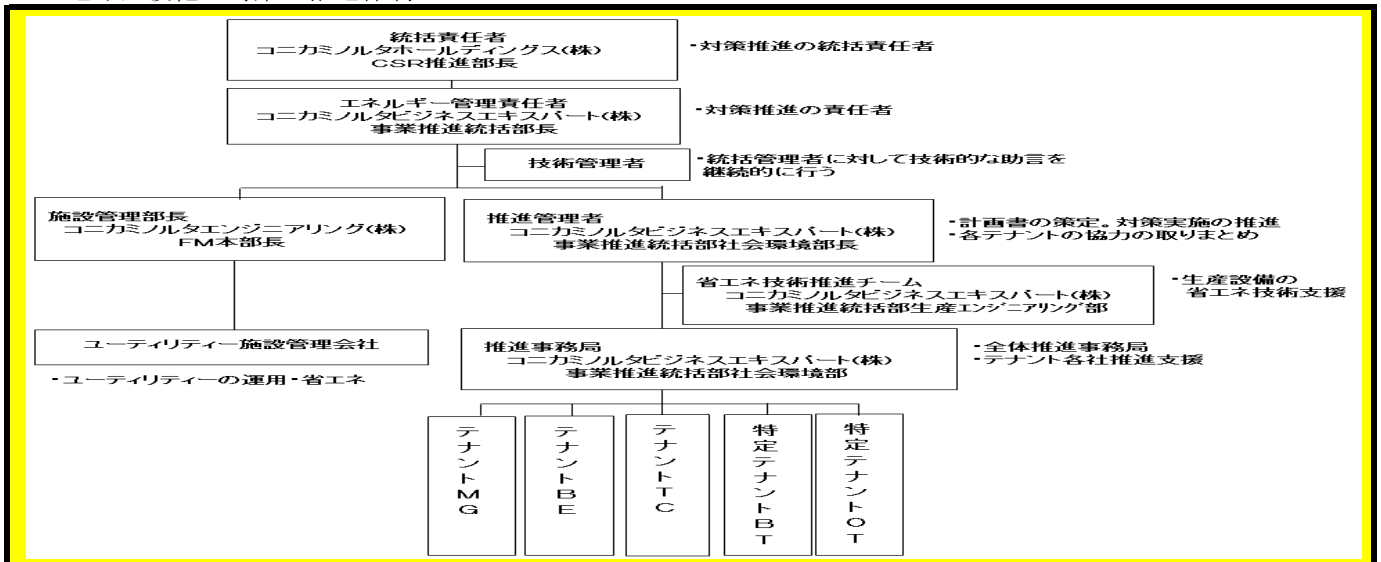 統括責任者
コニカミノルタホールディングス(株)
CSR推進部長
・対策推進の統括責任者
エネルギー管理責任者
コニカミノルタビジネスエキスパート(株)
事業推進統括部長
・対策推進の責任者
技術管理者
・統括管理者に対して技術的な助言を
継続的に行う
施設管理部長
コニカミノルタエンジニアリング(株)
FM本部長
推進管理者
コニカミノルタビジネスエキスパート(株)
事業推進統括部社会環境部長
・計画書の策定。対策実施の推進
・各テナントの協力の取りまとめ
省エネ技術推進チーム
コニカミノルタビジネスエキスパート(株)
事業推進統括部生産エンジニアリング部
・生産設備の
省エネ技術支援
ユーティリティー施設管理会社
・ユーティリティーの運用・省エネ
推進事務局
コニカミノルタビジネスエキスパート(株)
事業推進統括部社会環境部
・全体推進事務局
・テナント各社推進支援
テナントMG
テナントBE
テナントTC
特定テナントBT
特定テナントOT